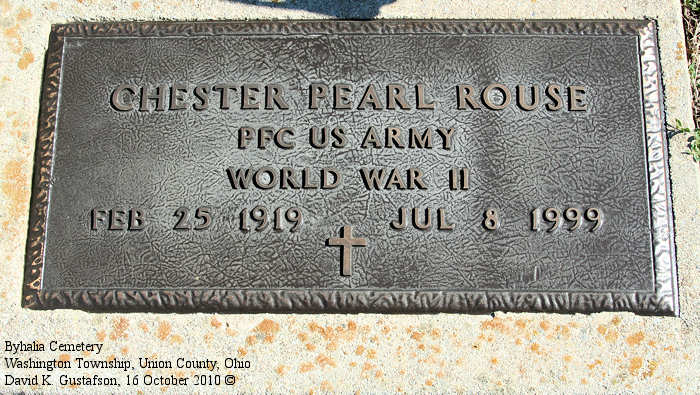 CHESTER PEARL ROUSE
PFC US ARMY
WORLD WAR II
FEB 25 1919 JUL 8 1999
Byhalia Cemetery
Washington Township, Union County, Ohio
David K. Gustafson, 16 October 2010 ©